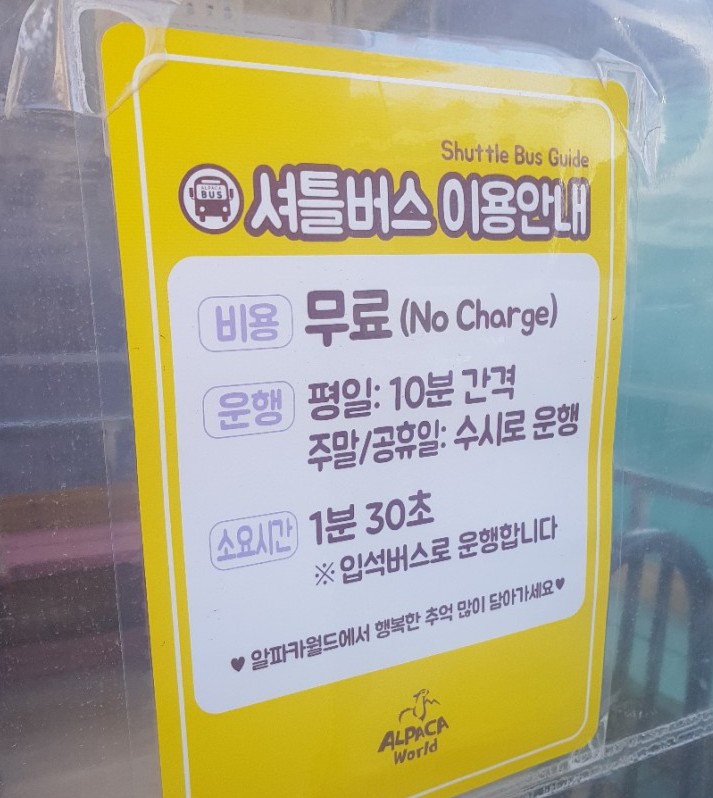 Shuttle Bus Guide
ALPACA
BUS
셔틀버스 이용안내
비용 무료 (No Charge)
운행 평일: 10분 간격
주말/공휴일: 수시로 운행
소요시간 1분 30초
※ 입석버스로 운행합니다
♥ 알파카월드에서 행복한 추억 많이 담아가세요♥
ALPACA
World